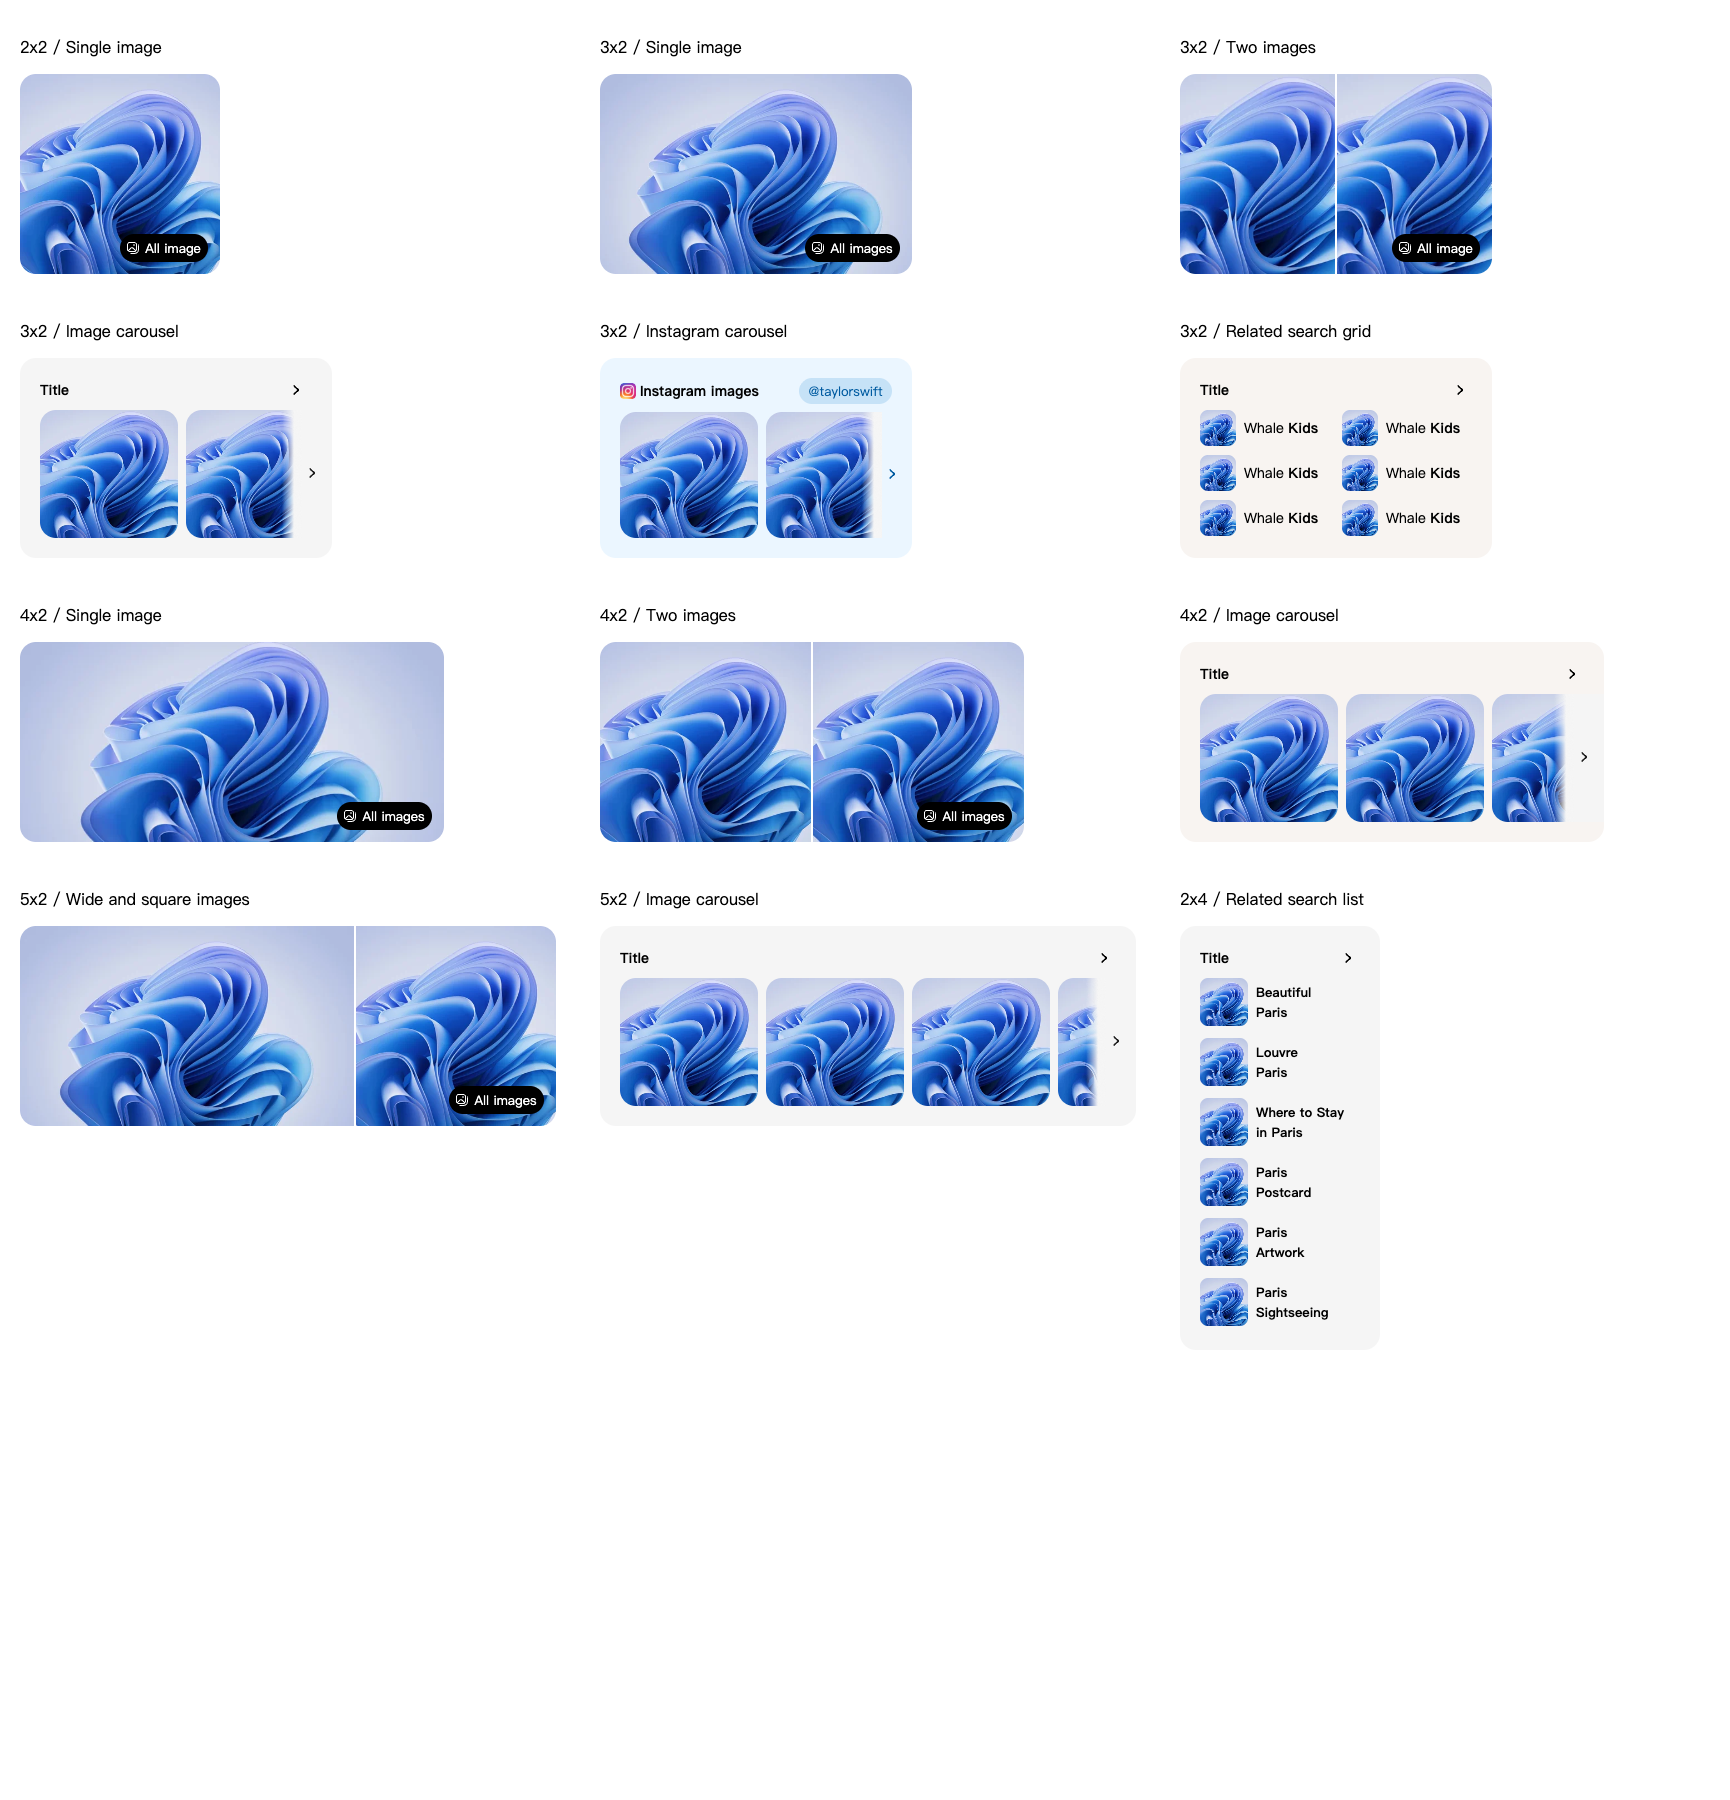 2x2 / Single image
All image
3x2 / Single image
All images
3x2 / Two images
All image
3x2 / Image carousel
Title
3x2 / Instagram carousel
Instagram images
@taylorswift
3x2 / Related search grid
Title
Whale Kids
Whale Kids
Whale Kids
Whale Kids
Whale Kids
Whale Kids
4x2 / Single image
All images
4x2 / Two images
All images
4x2 / Image carousel
Title
5x2 / Wide and square images
All images
5x2 / Image carousel
Title
2x4 / Related search list
Title
Beautiful
Paris
Louvre
Paris
Where to Stay
in Paris
Paris
Postcard
Paris
Artwork
Paris
Sightseeing